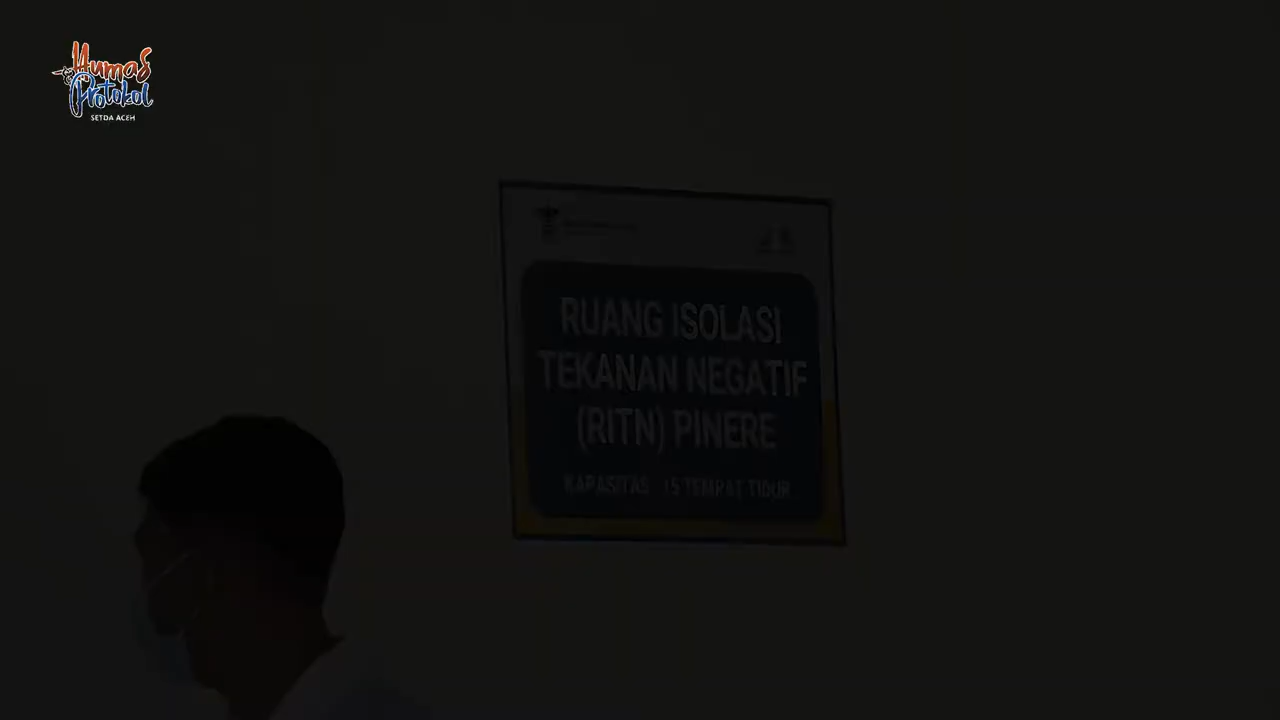 Humas
Protokol
SETDA ACEH
RUANG ISOLASI
TEKANAN NEGATIF
(RITN) PINERE
KAPASITAS 15 TEMPAT TIDUR